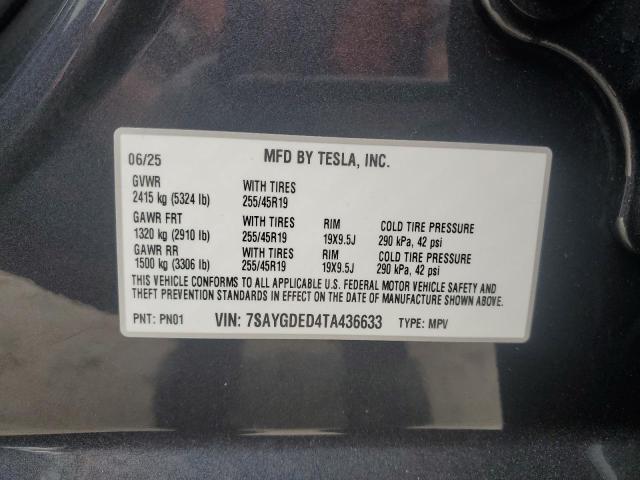 06/25 MFD BY TESLA, INC.
GVWR WITH TIRES
2415 kg (5324 lb) 255/45R19
GAWR FRT WITH TIRES RIM COLD TIRE PRESSURE
1320 kg (2910 lb) 255/45R19 19X9.5J 290 kPa, 42 psi
GAWR RR WITH TIRES RIM COLD TIRE PRESSURE
1500 kg (3306 lb) 255/45R19 19X9.5J 290 kPa, 42 psi
THIS VEHICLE CONFORMS TO ALL APPLICABLE U.S. FEDERAL MOTOR VEHICLE SAFETY AND
THEFT PREVENTION STANDARDS IN EFFECT ON THE DATE OF MANUFACTURE SHOWN ABOVE.
PNT: PN01 VIN: 7SAYGDED4TA436633 TYPE: MPV